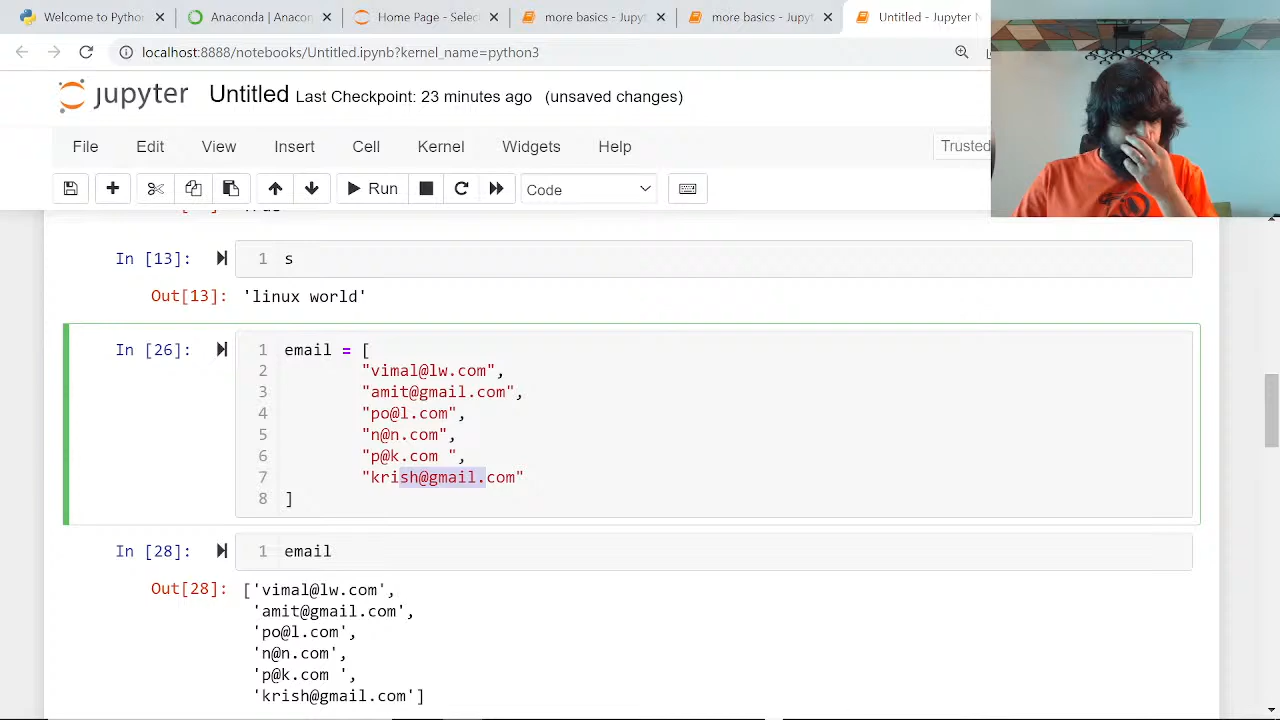 Welcome to Python
Anaconda | Individ
Home Page - Select
more basics - Jupy
more basics - Jupy
Untitled - Jupyter N
localhost:8888/notebooks/Untitled.ipynb?kernel_name=python3
jupyter Untitled Last Checkpoint: 23 minutes ago (unsaved changes)
File Edit View Insert Cell Kernel Widgets Help Trusted
Run Code
In [13]: 1 s
Out[13]: 'linux world'
In [26]: 1 email = [
2 "vimal@lw.com",
3 "amit@gmail.com",
4 "po@l.com",
5 "n@n.com",
6 "p@k.com ",
7 "krish@gmail.com"
8 ]
In [28]: 1 email
Out[28]: ['vimal@lw.com',
'amit@gmail.com',
'po@l.com',
'n@n.com',
'p@k.com ',
'krish@gmail.com']